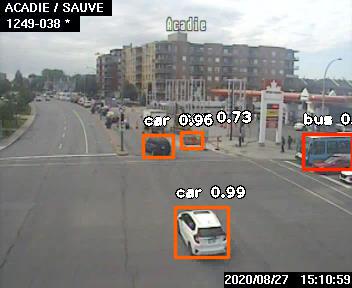 ACADIE / SAUVE
1249-038 *
Acadie
car 0.96
0.73
bus 0.
car 0.99
2020/08/27 15:10:59